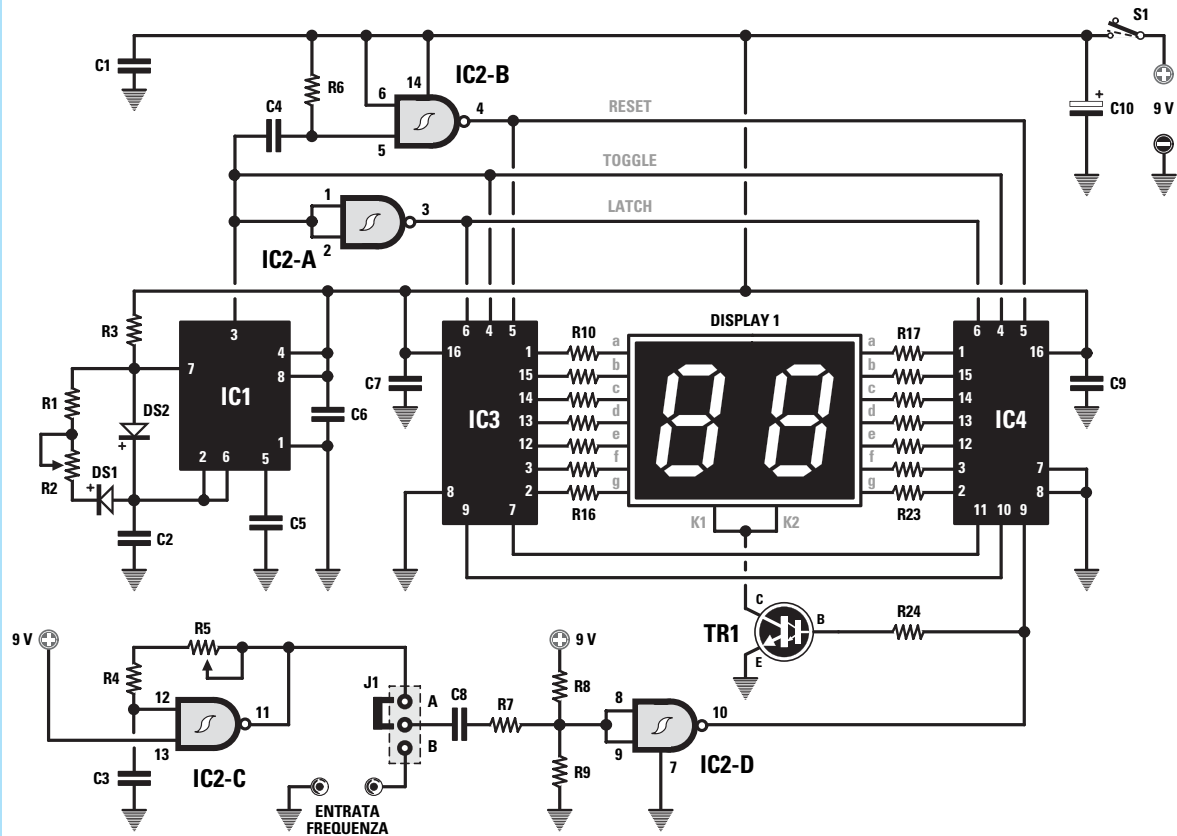 S1
C1
R6
C4
14
IC2-B
6
4
5
RESET
+
C10
9 V
TOGGLE
1
3
LATCH
2
IC2-A
R3
3
7
4
8
IC1
1
2 6
5
R1
DS2
+
R2
DS1
+
C2
C5
C6
C7
6 4 5
16
1
15
14
13
12
3
2
IC3
8
9
7
R10
R16
DISPLAY 1
a
b
c
d
e
f
g
88
K1
K2
a
b
c
d
e
f
g
R17
R23
6 4 5
1
15
14
13
12
3
2
16
IC4
7
8
11 10 9
C9
C
B
E
TR1
R24
9 V
R5
R4
12
11
13
C3
IC2-C
J1
A
B
ENTRATA
FREQUENZA
C8
R7
9 V
R8
R9
8
10
9
7
IC2-D